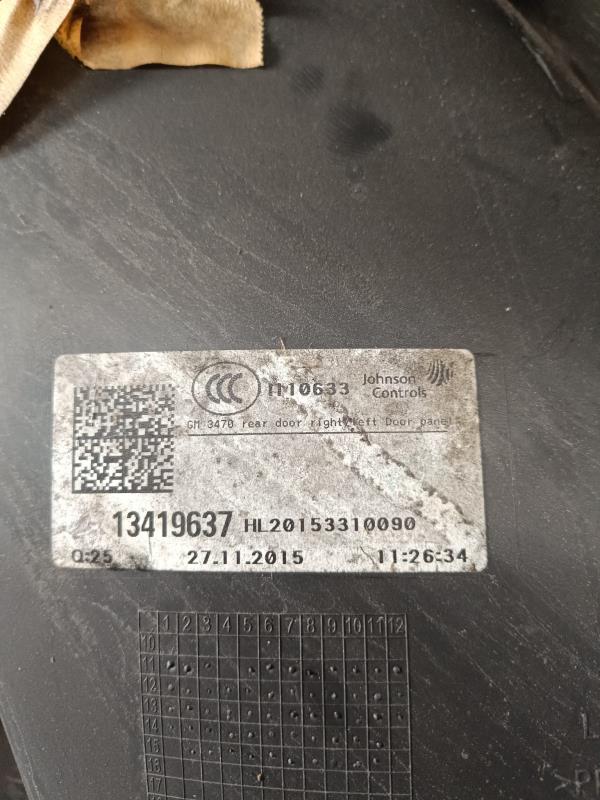 CCC I110633 Johnson Controls
GM 3470 rear door right/left Door panel
13419637 HL20153310090
Q:25 27.11.2015 11:26:34
1 2 3 4 5 6 7 8 9 10 11 12
10
11
12
13
14
15
16
17